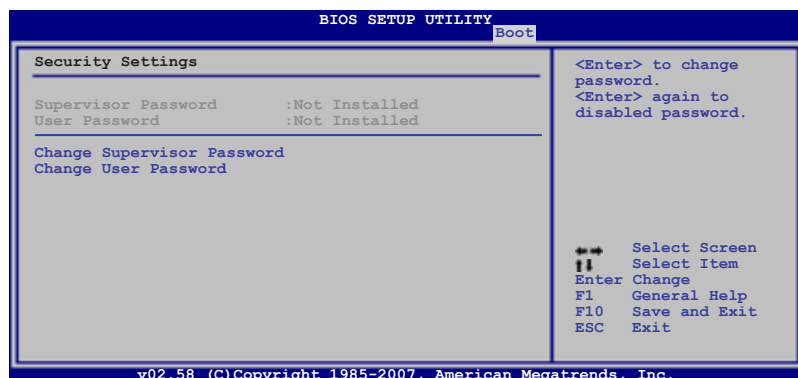 BIOS SETUP UTILITY
Boot
Security Settings
Supervisor Password :Not Installed
User Password :Not Installed
Change Supervisor Password
Change User Password
<Enter> to change
password.
<Enter> again to
disabled password.
←→ Select Screen
↑↓ Select Item
Enter Change
F1 General Help
F10 Save and Exit
ESC Exit
v02.58 (C)Copyright 1985-2007, American Megatrends, Inc.